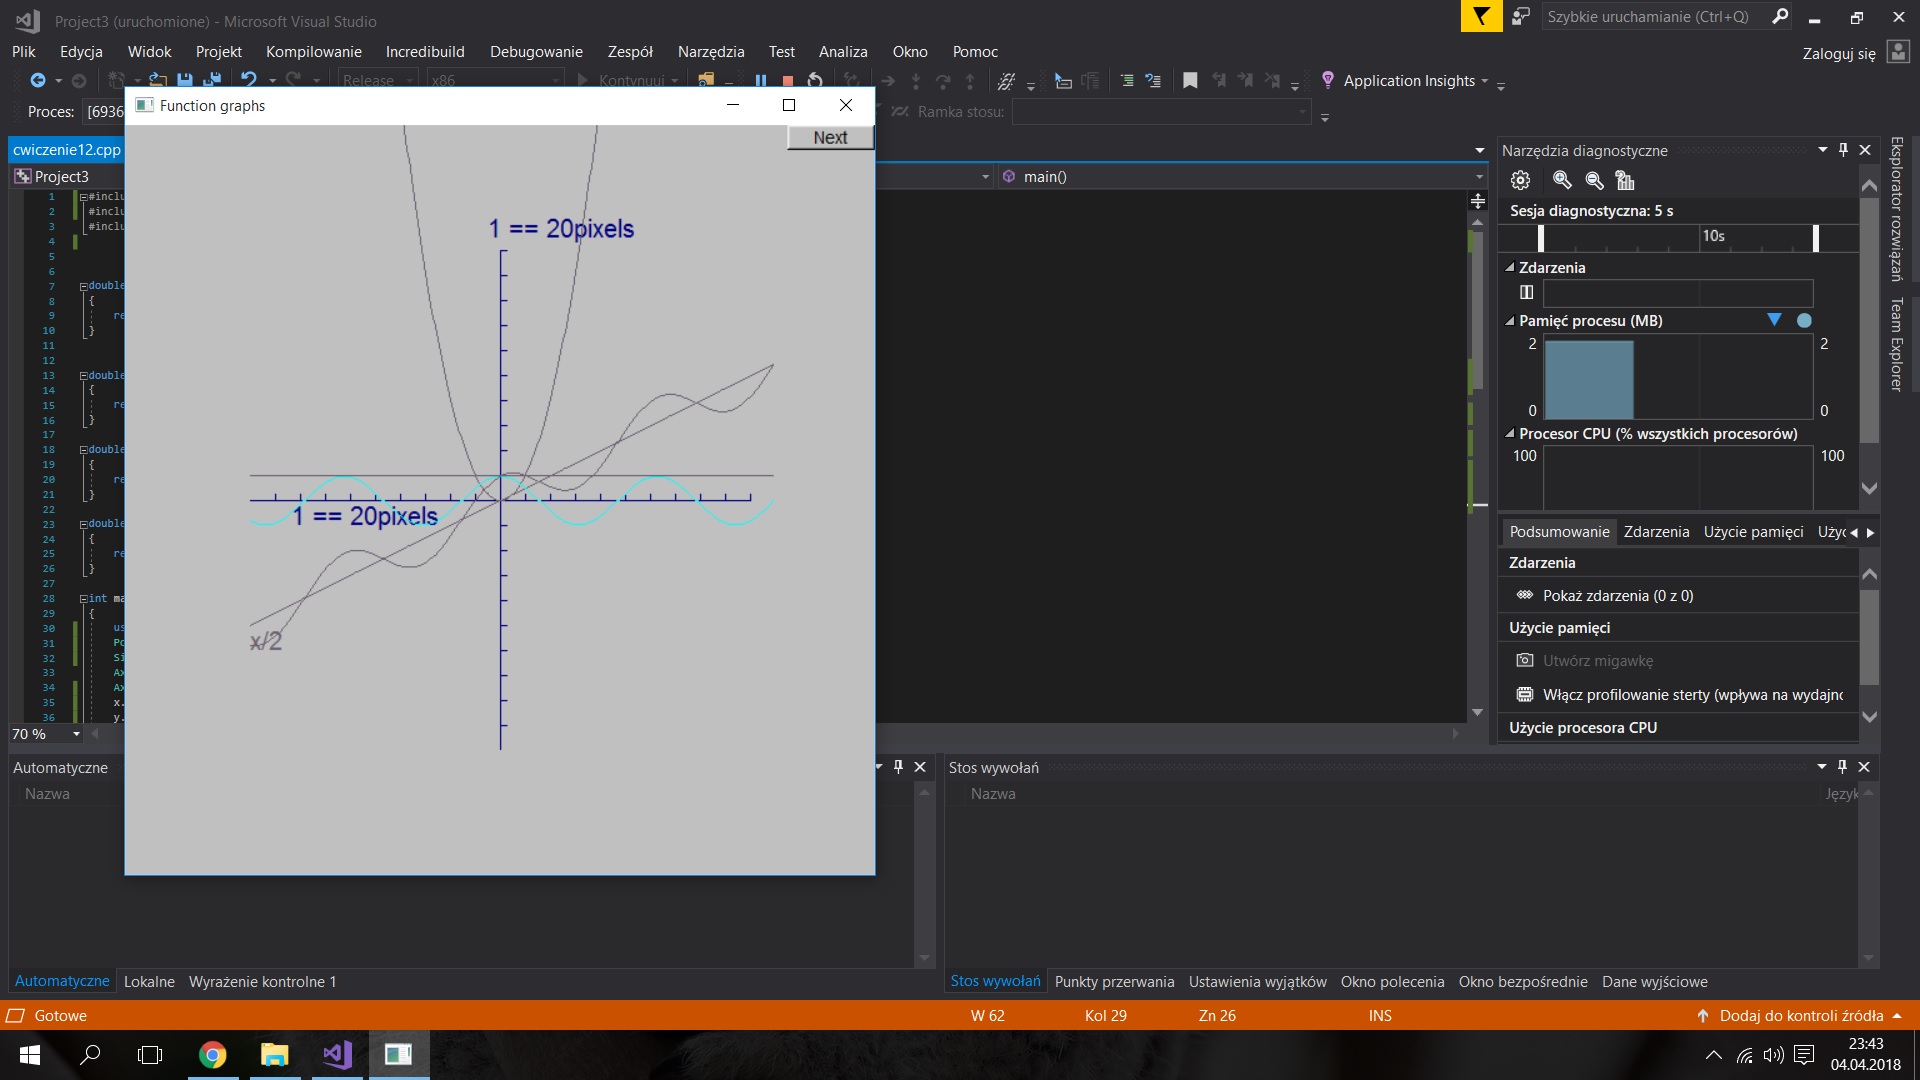 Project3 (uruchomione) - Microsoft Visual Studio
Szybkie uruchamianie (Ctrl+Q)
Plik Edycja Widok Projekt Kompilowanie Incredibuild Debugowanie Zespół Narzędzia Test Analiza Okno Pomoc
Zaloguj się
Release x86 Kontynuuj Application Insights
Proces: [6936 Ramka stosu:
Function graphs
Next
1 == 20pixels
1 == 20pixels
x/2
cwiczenie12.cpp
Project3 main()
1 #inclu
2 #inclu
3 #inclu
4
5
6
7 double
8 {
9 re
10 }
11
12
13 double
14 {
15 re
16 }
17
18 double
19 {
20 re
21 }
22
23 double
24 {
25 re
26 }
27
28 int ma
29 {
30 us
31 Po
32 Si
33 Ax
34 Ax
35 x.
36 y.
70 %
Narzędzia diagnostyczne
Sesja diagnostyczna: 5 s
10s
Zdarzenia
Pamięć procesu (MB)
2 2
0 0
Procesor CPU (% wszystkich procesorów)
100 100
Podsumowanie Zdarzenia Użycie pamięci Użyc
Zdarzenia
Pokaż zdarzenia (0 z 0)
Użycie pamięci
Utwórz migawkę
Włącz profilowanie sterty (wpływa na wydajno
Użycie procesora CPU
Eksplorator rozwiązań
Team Explorer
Automatyczne
Nazwa
Automatyczne Lokalne Wyrażenie kontrolne 1
Stos wywołań
Nazwa Język
Stos wywołań Punkty przerwania Ustawienia wyjątków Okno polecenia Okno bezpośrednie Dane wyjściowe
Gotowe W 62 Kol 29 Zn 26 INS Dodaj do kontroli źródła
23:43
04.04.2018